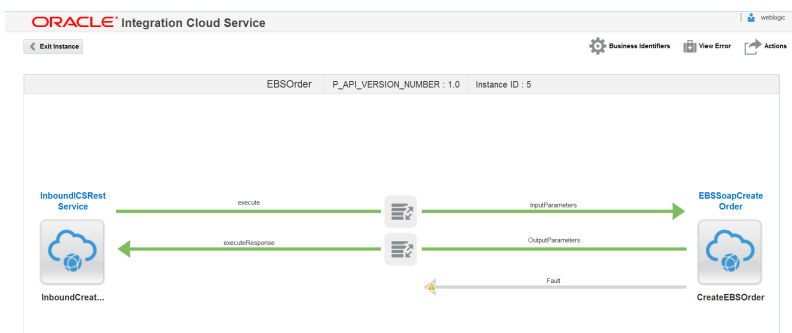 ORACLE Integration Cloud Service
weblogic
Exit Instance
Business Identifiers
View Error
Actions
EBSOrder P_API_VERSION_NUMBER : 1.0 Instance ID : 5
InboundICSRest
Service
execute
InputParameters
EBSSoapCreate
Order
executeResponse
OutputParameters
Fault
InboundCreat...
CreateEBSOrder